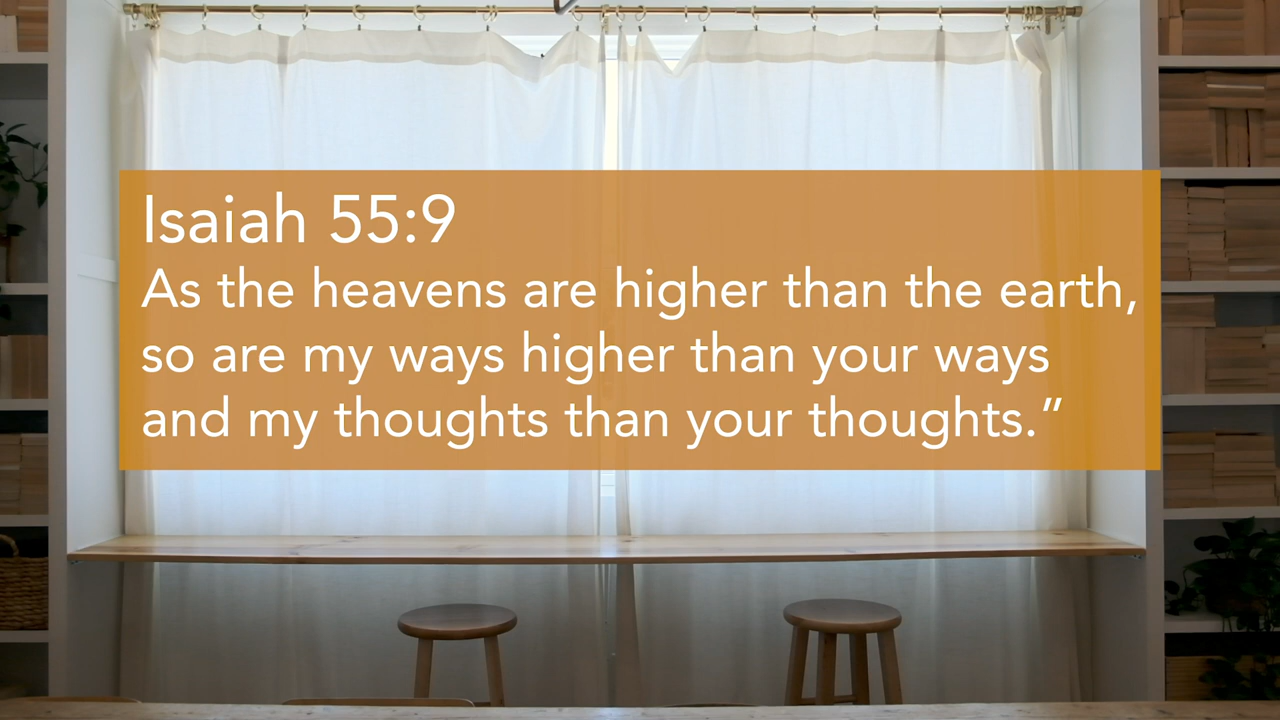 Isaiah 55:9
As the heavens are higher than the earth,
so are my ways higher than your ways
and my thoughts than your thoughts.”